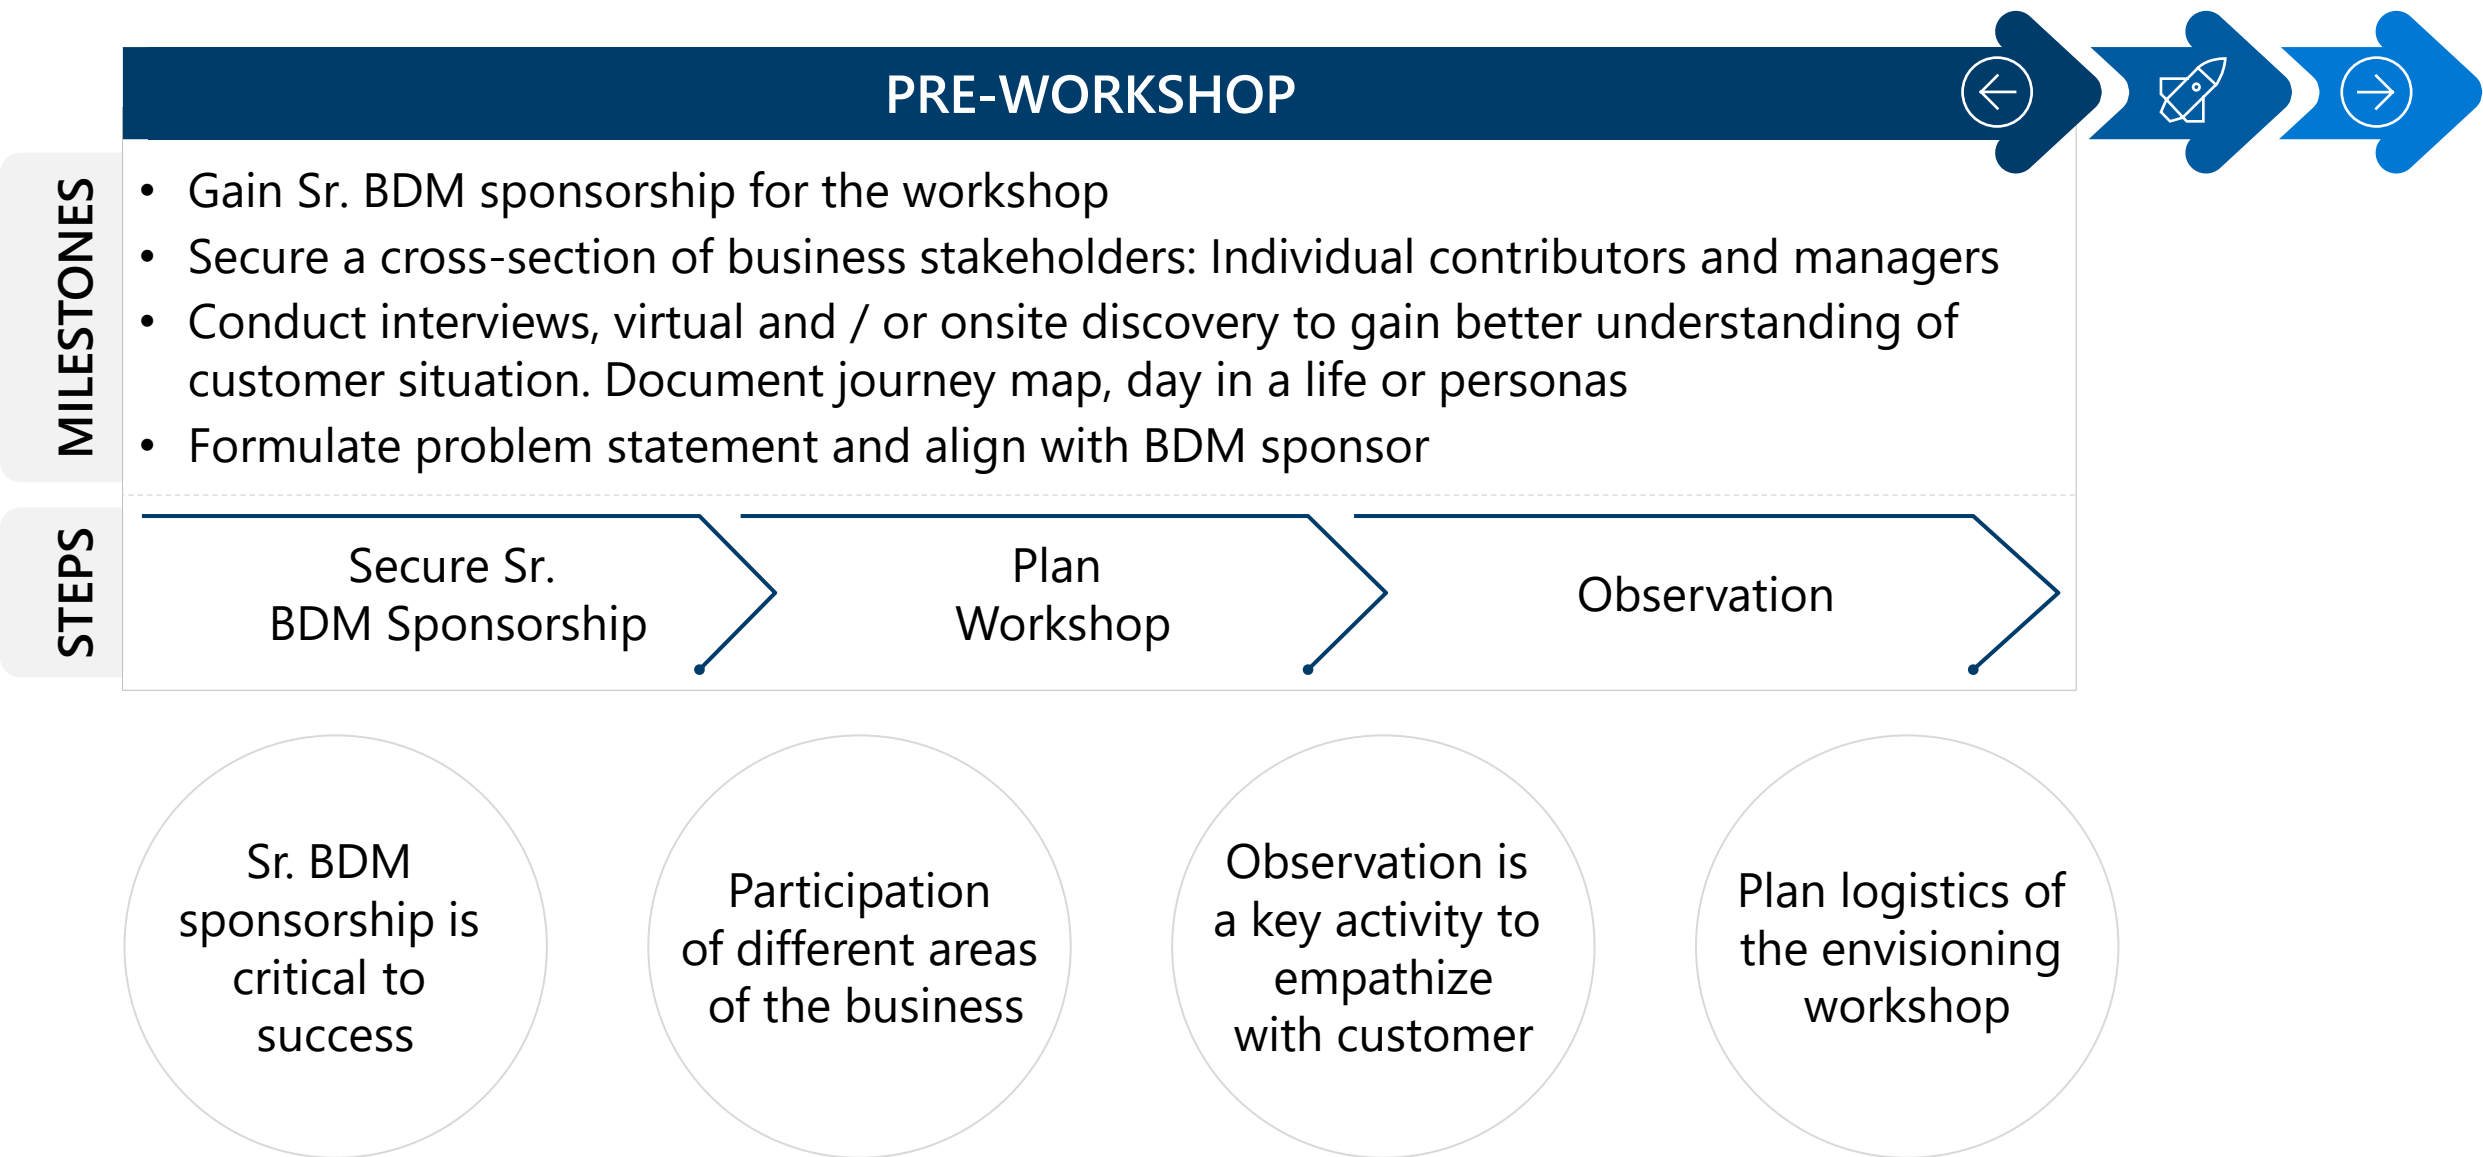 PRE-WORKSHOP
MILESTONES
• Gain Sr. BDM sponsorship for the workshop
• Secure a cross-section of business stakeholders: Individual contributors and managers
• Conduct interviews, virtual and / or onsite discovery to gain better understanding of
customer situation. Document journey map, day in a life or personas
• Formulate problem statement and align with BDM sponsor
STEPS
Secure Sr.
BDM Sponsorship
Plan
Workshop
Observation
Sr. BDM
sponsorship is
critical to
success
Participation
of different areas
of the business
Observation is
a key activity to
empathize
with customer
Plan logistics of
the envisioning
workshop